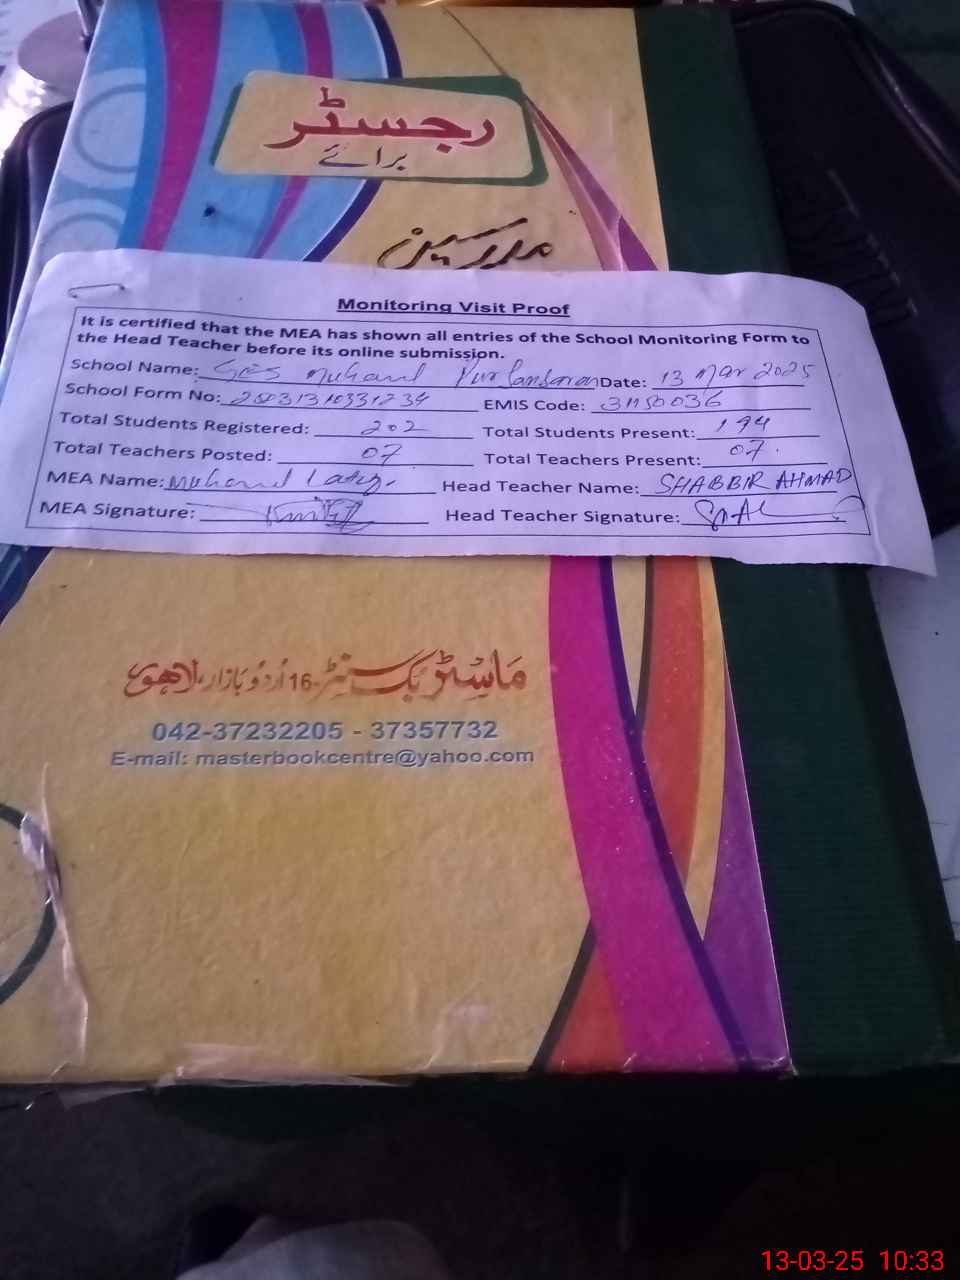 رجسٹر
برائے
مدرسین
Monitoring Visit Proof
It is certified that the MEA has shown all entries of the School Monitoring Form to
the Head Teacher before its online submission.
School Name: Date: 13 Mar 2025
School Form No: EMIS Code: 31150036
Total Students Registered: 202 Total Students Present: 194
Total Teachers Posted: 07 Total Teachers Present: 07
MEA Name: Head Teacher Name: SHABBIR AHMAD
MEA Signature: Head Teacher Signature:
ماسٹر بک سنٹر 16 اُردو بازار، لاہور
042-37232205 - 37357732
E-mail: masterbookcentre@yahoo.com
13-03-25 10:33